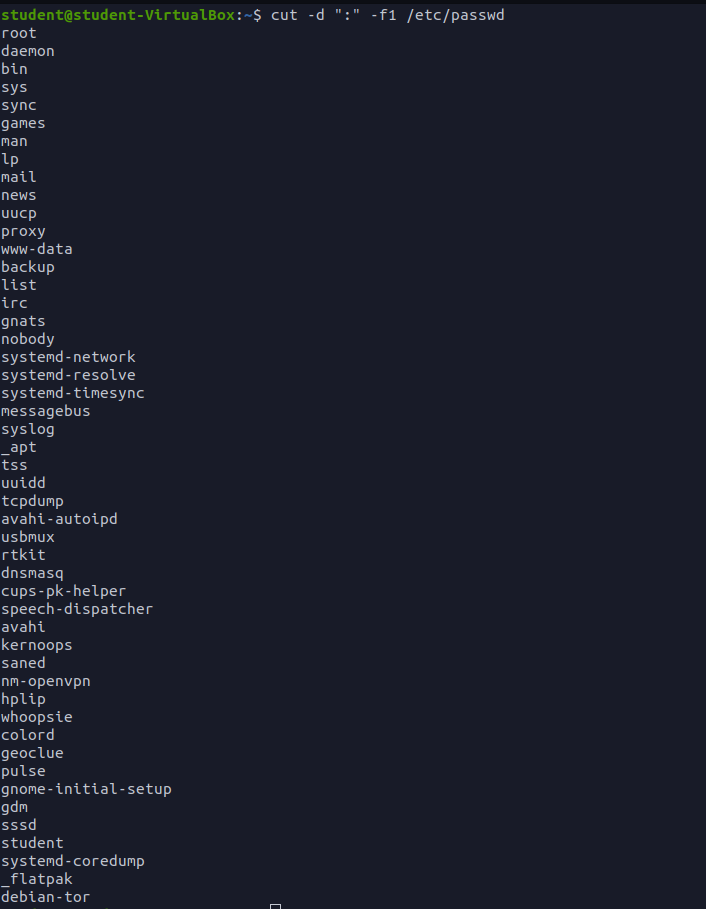 student@student-VirtualBox:~$ cut -d ":" -f1 /etc/passwd
root
daemon
bin
sys
sync
games
man
lp
mail
news
uucp
proxy
www-data
backup
list
irc
gnats
nobody
systemd-network
systemd-resolve
systemd-timesync
messagebus
syslog
_apt
tss
uuidd
tcpdump
avahi-autoipd
usbmux
rtkit
dnsmasq
cups-pk-helper
speech-dispatcher
avahi
kernoops
saned
nm-openvpn
hplip
whoopsie
colord
geoclue
pulse
gnome-initial-setup
gdm
sssd
student
systemd-coredump
_flatpak
debian-tor